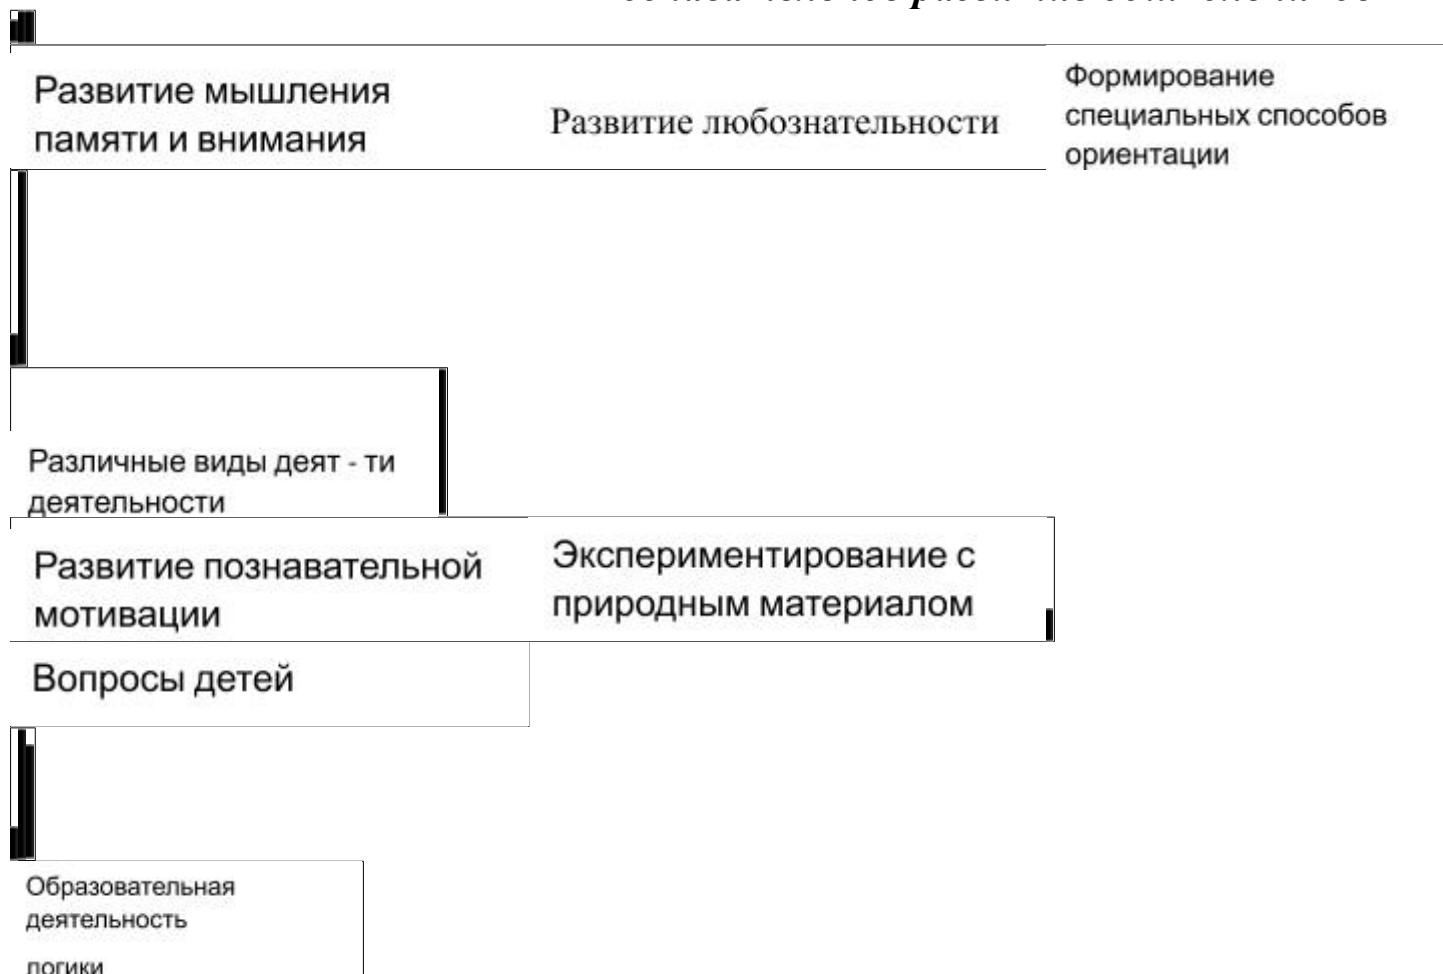 Развитие мышления
памяти и внимания
Развитие любознательности
Формирование
специальных способов
ориентации
Различные виды деят - ти
деятельности
Развитие познавательной
мотивации
Экспериментирование с
природным материалом
Вопросы детей
Образовательная
деятельность
логики